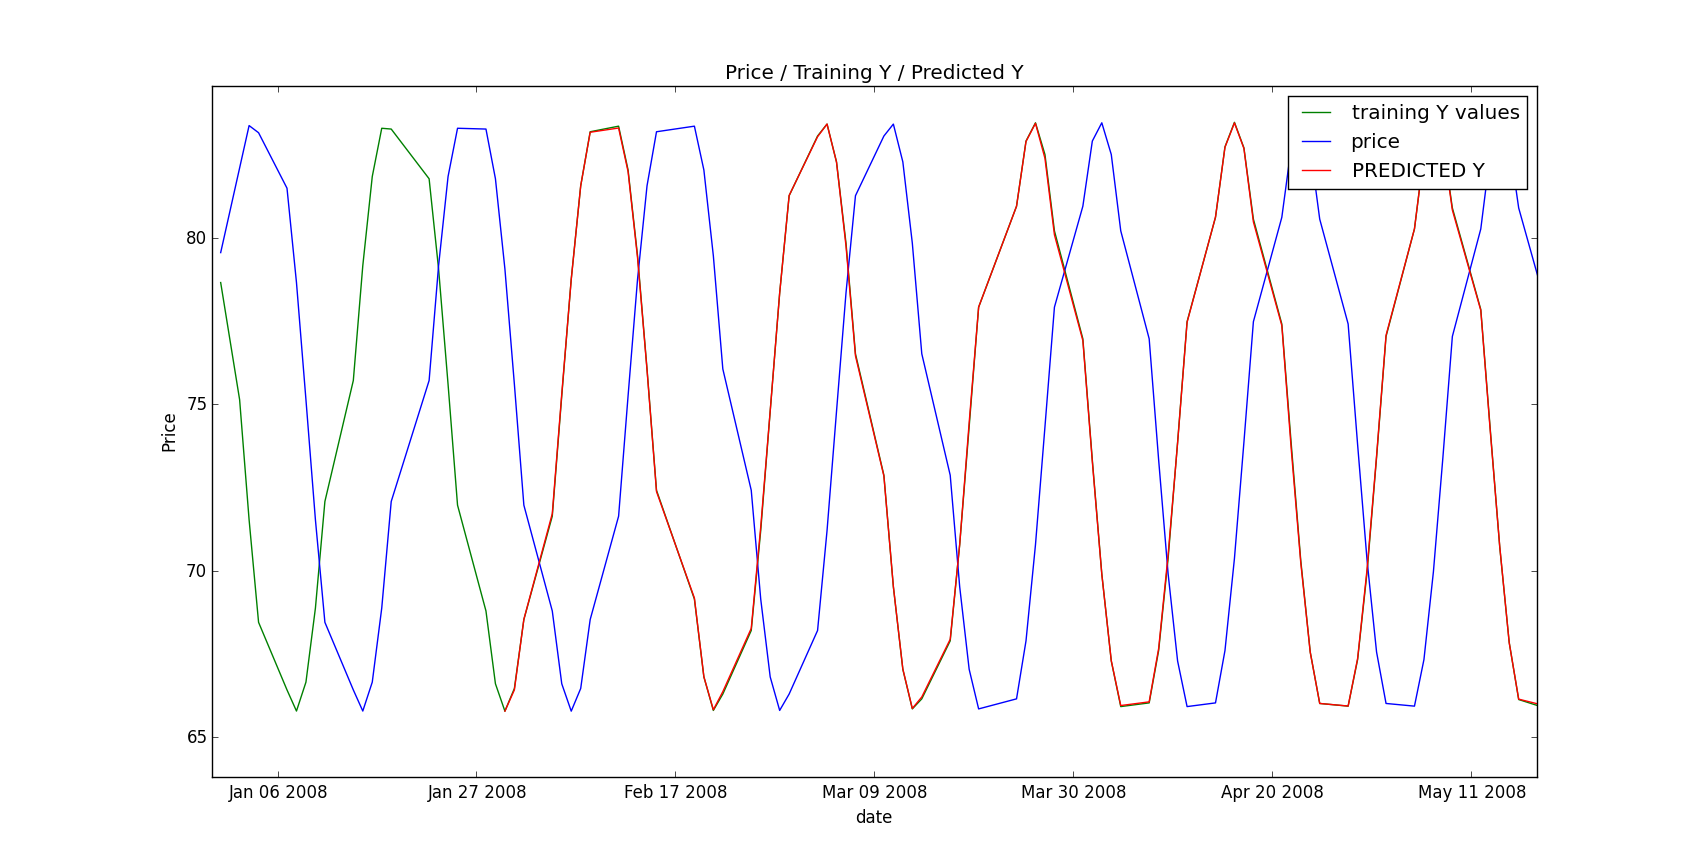 Price / Training Y / Predicted Y
training Y values
price
PREDICTED Y
80
75
70
65
Price
Jan 06 2008
Jan 27 2008
Feb 17 2008
Mar 09 2008
Mar 30 2008
Apr 20 2008
May 11 2008
date